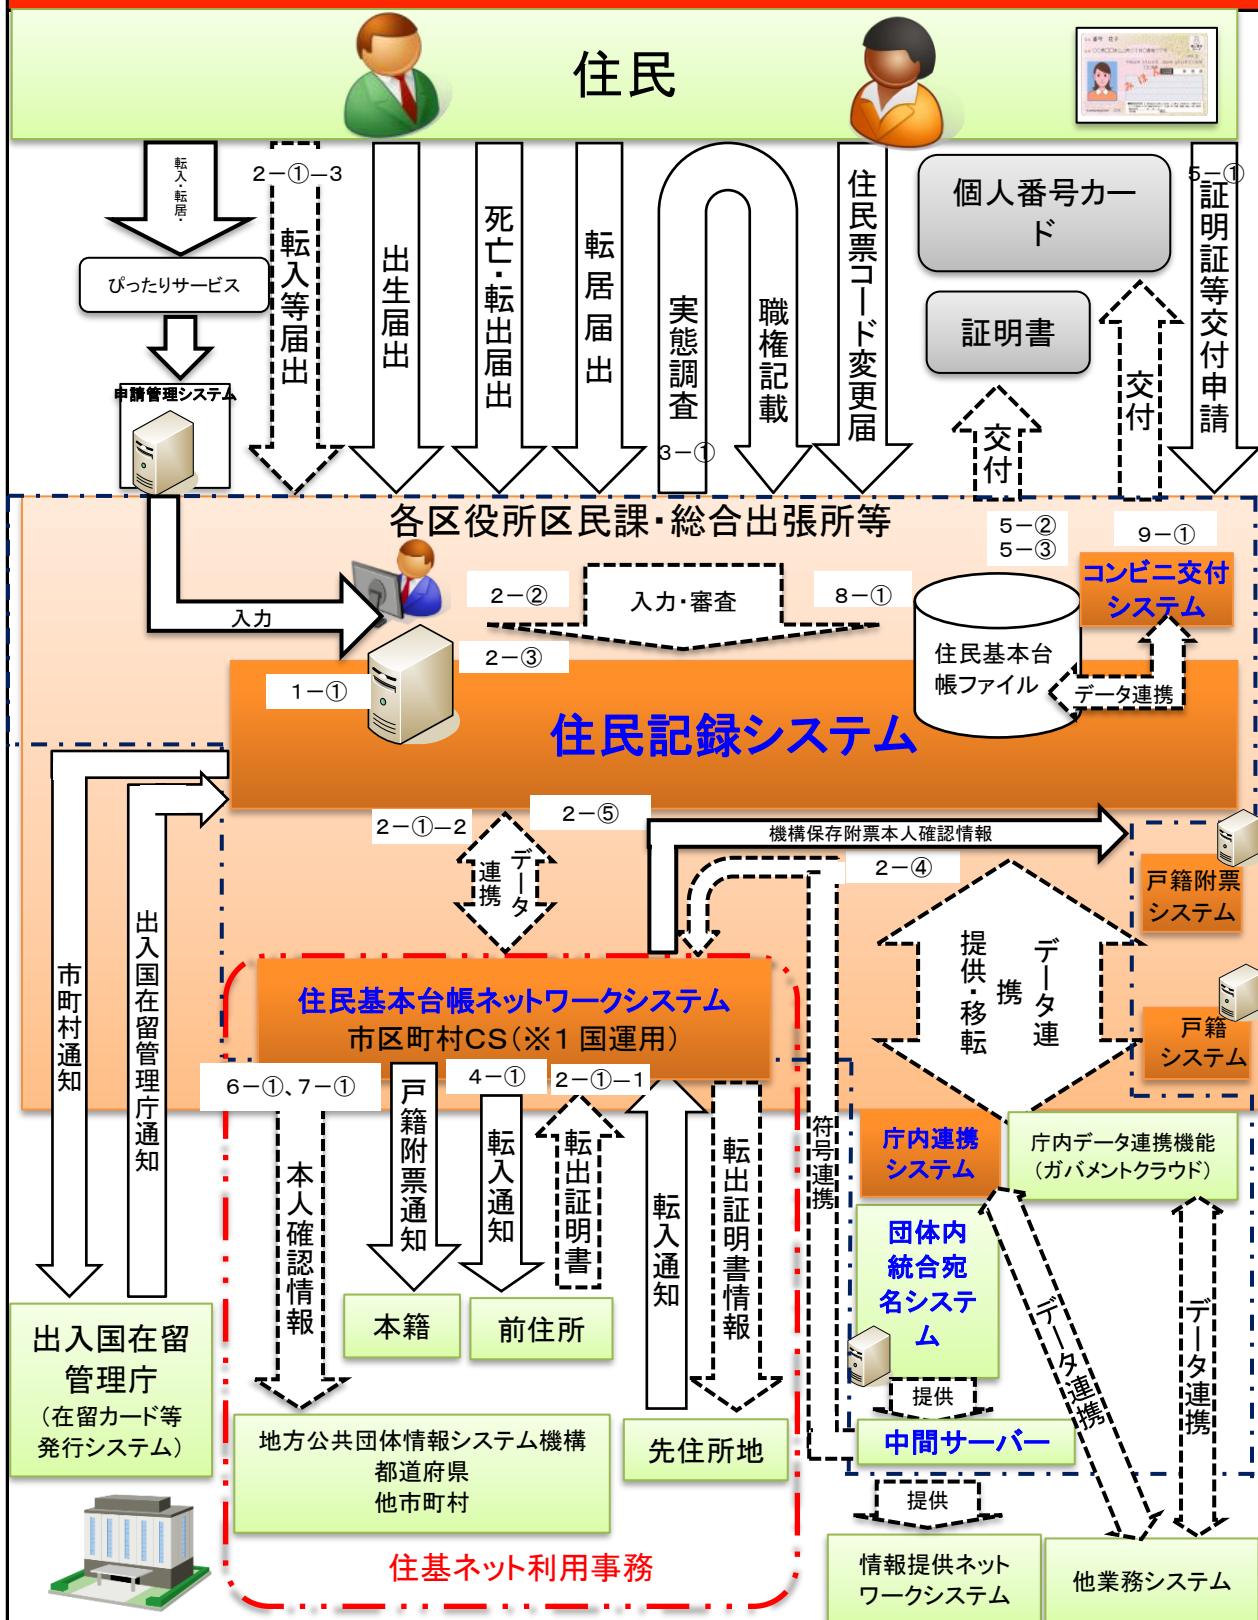 住民
番号 花子
みほん
転入・転居・
2－①－3
転入等届出
出生届出
死亡・転出届出
転居届出
実態調査
3－①
職権記載
住民票コード変更届
個人番号カー
ド
証明書
交付
交付
5－①
証明証等交付申請
ぴったりサービス
申請管理システム
各区役所区民課・総合出張所等
入力
2－②
入力・審査
8－①
5－②
5－③
9－①
コンビニ交付
システム
2－③
1－①
住民基本台
帳ファイル
データ連携
住民記録システム
2－①－2
2－⑤
データ
連携
機構保存附票本人確認情報
2－④
戸籍附票
システム
データ連
携
提供・移転
戸籍
システム
市町村通知
出入国在留管理庁通知
住民基本台帳ネットワークシステム
市区町村CS（※1 国運用）
6－①、7－①
本人確認情報
戸籍附票通知
4－①
転入通知
2－①－1
転出証明書
転入通知
転出証明書情報
符号連携
庁内連携
システム
庁内データ連携機能
（ガバメントクラウド）
団体内
統合宛
名システ
ム
データ連携
データ連携
提供
中間サーバー
提供
出入国在留
管理庁
（在留カード等
発行システム）
本籍
前住所
地方公共団体情報システム機構
都道府県
他市町村
先住所地
住基ネット利用事務
情報提供ネット
ワークシステム
他業務システム